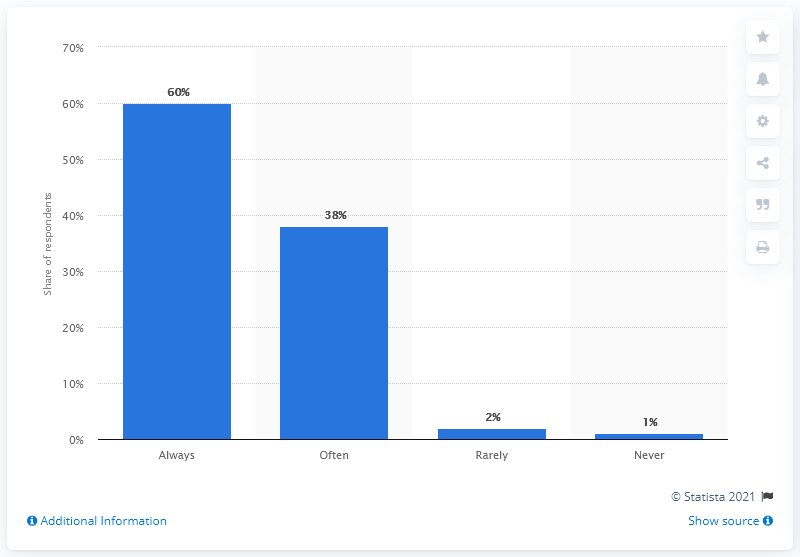 70%
60%
50%
40%
30%
20%
10%
0%
Share of respondents
60%
38%
2%
1%
Always
Often
Rarely
Never
© Statista 2021
Additional Information
Show source